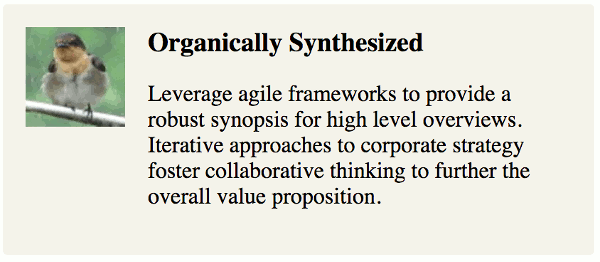 Organically Synthesized
Leverage agile frameworks to provide a
robust synopsis for high level overviews.
Iterative approaches to corporate strategy
foster collaborative thinking to further the
overall value proposition.